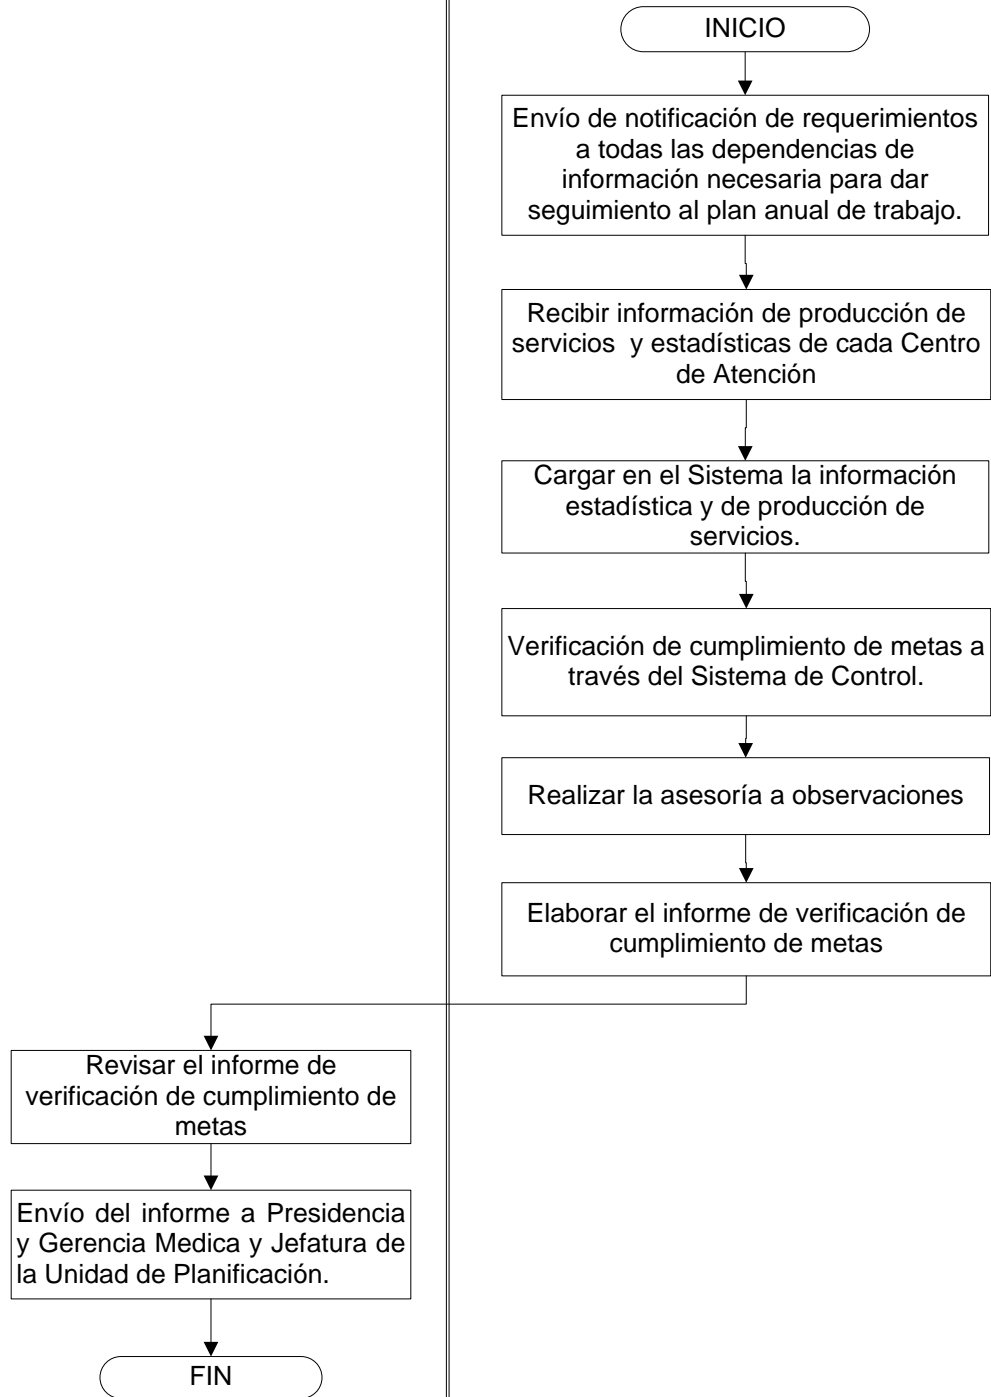 INICIO
Envío de notificación de requerimientos
a todas las dependencias de
información necesaria para dar
seguimiento al plan anual de trabajo.
Recibir información de producción de
servicios y estadísticas de cada Centro
de Atención
Cargar en el Sistema la información
estadística y de producción de
servicios.
Verificación de cumplimiento de metas a
través del Sistema de Control.
Realizar la asesoría a observaciones
Elaborar el informe de verificación de
cumplimiento de metas
Revisar el informe de
verificación de cumplimiento de
metas
Envío del informe a Presidencia
y Gerencia Medica y Jefatura de
la Unidad de Planificación.
FIN